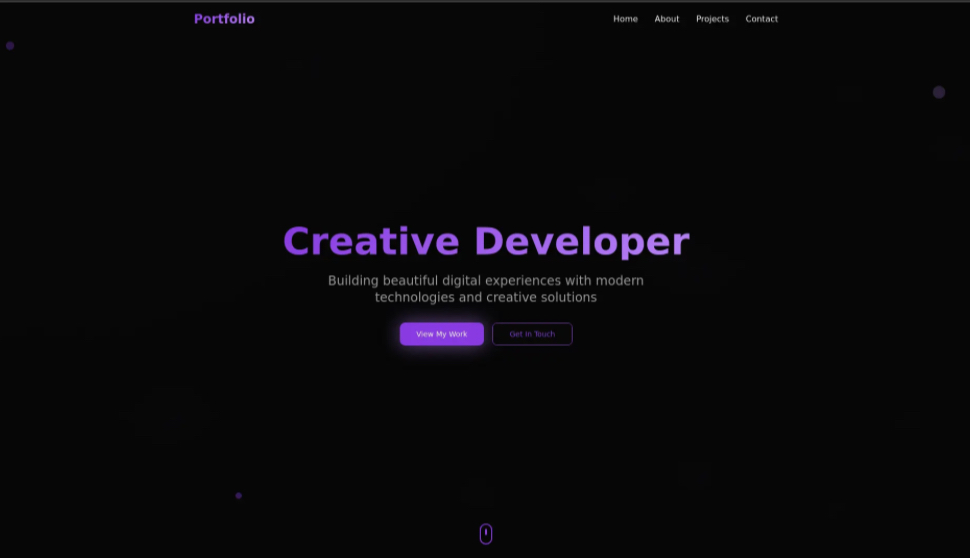 Portfolio
Home About Projects Contact
Creative Developer
Building beautiful digital experiences with modern
technologies and creative solutions
View My Work Get In Touch